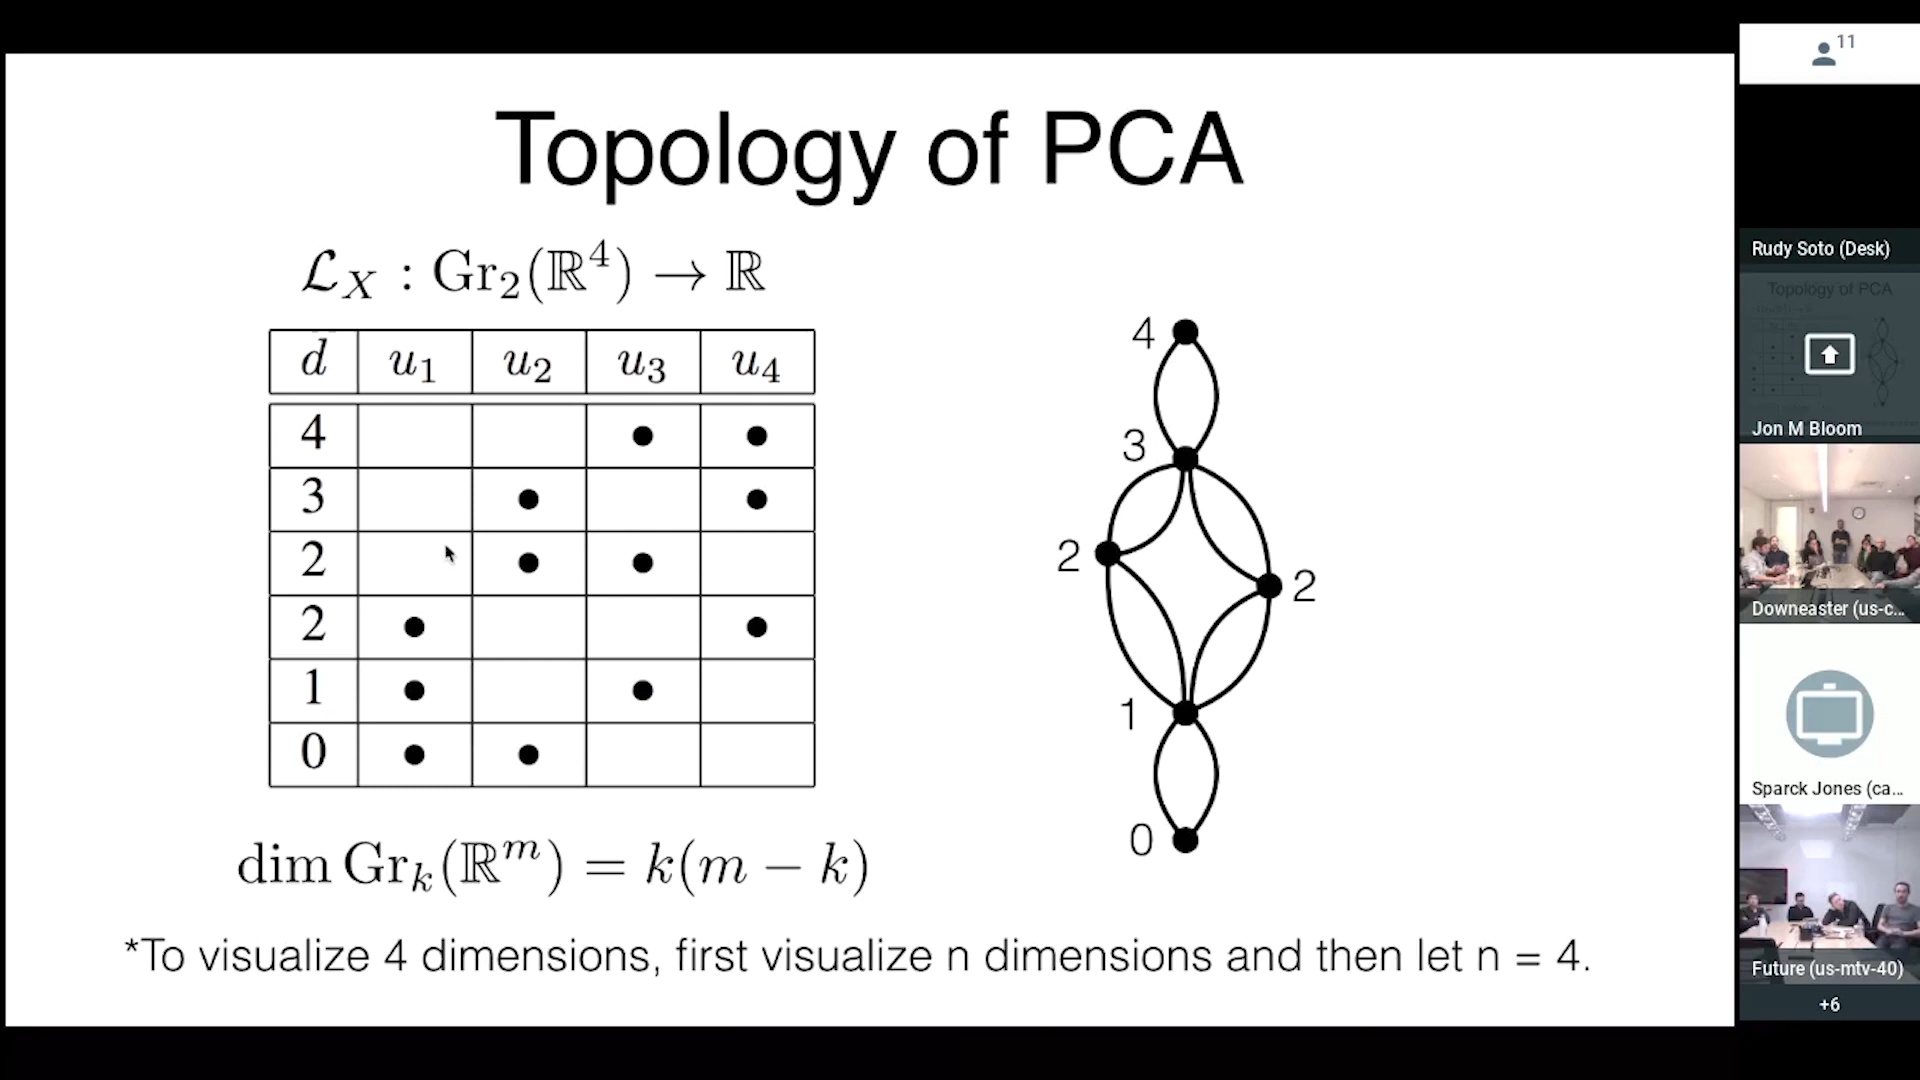 Topology of PCA
𝓛_X : Gr₂(ℝ⁴) → ℝ
d u₁ u₂ u₃ u₄
4 • •
3 • •
2 • •
2 • •
1 • •
0 • •
dim Gr_k(ℝ^m) = k(m − k)
*To visualize 4 dimensions, first visualize n dimensions and then let n = 4.
4
3
2
2
1
0
11
Rudy Soto (Desk)
Topology of PCA
Jon M Bloom
Downeaster (us-c...
Sparck Jones (ca...
Future (us-mtv-40)
+6